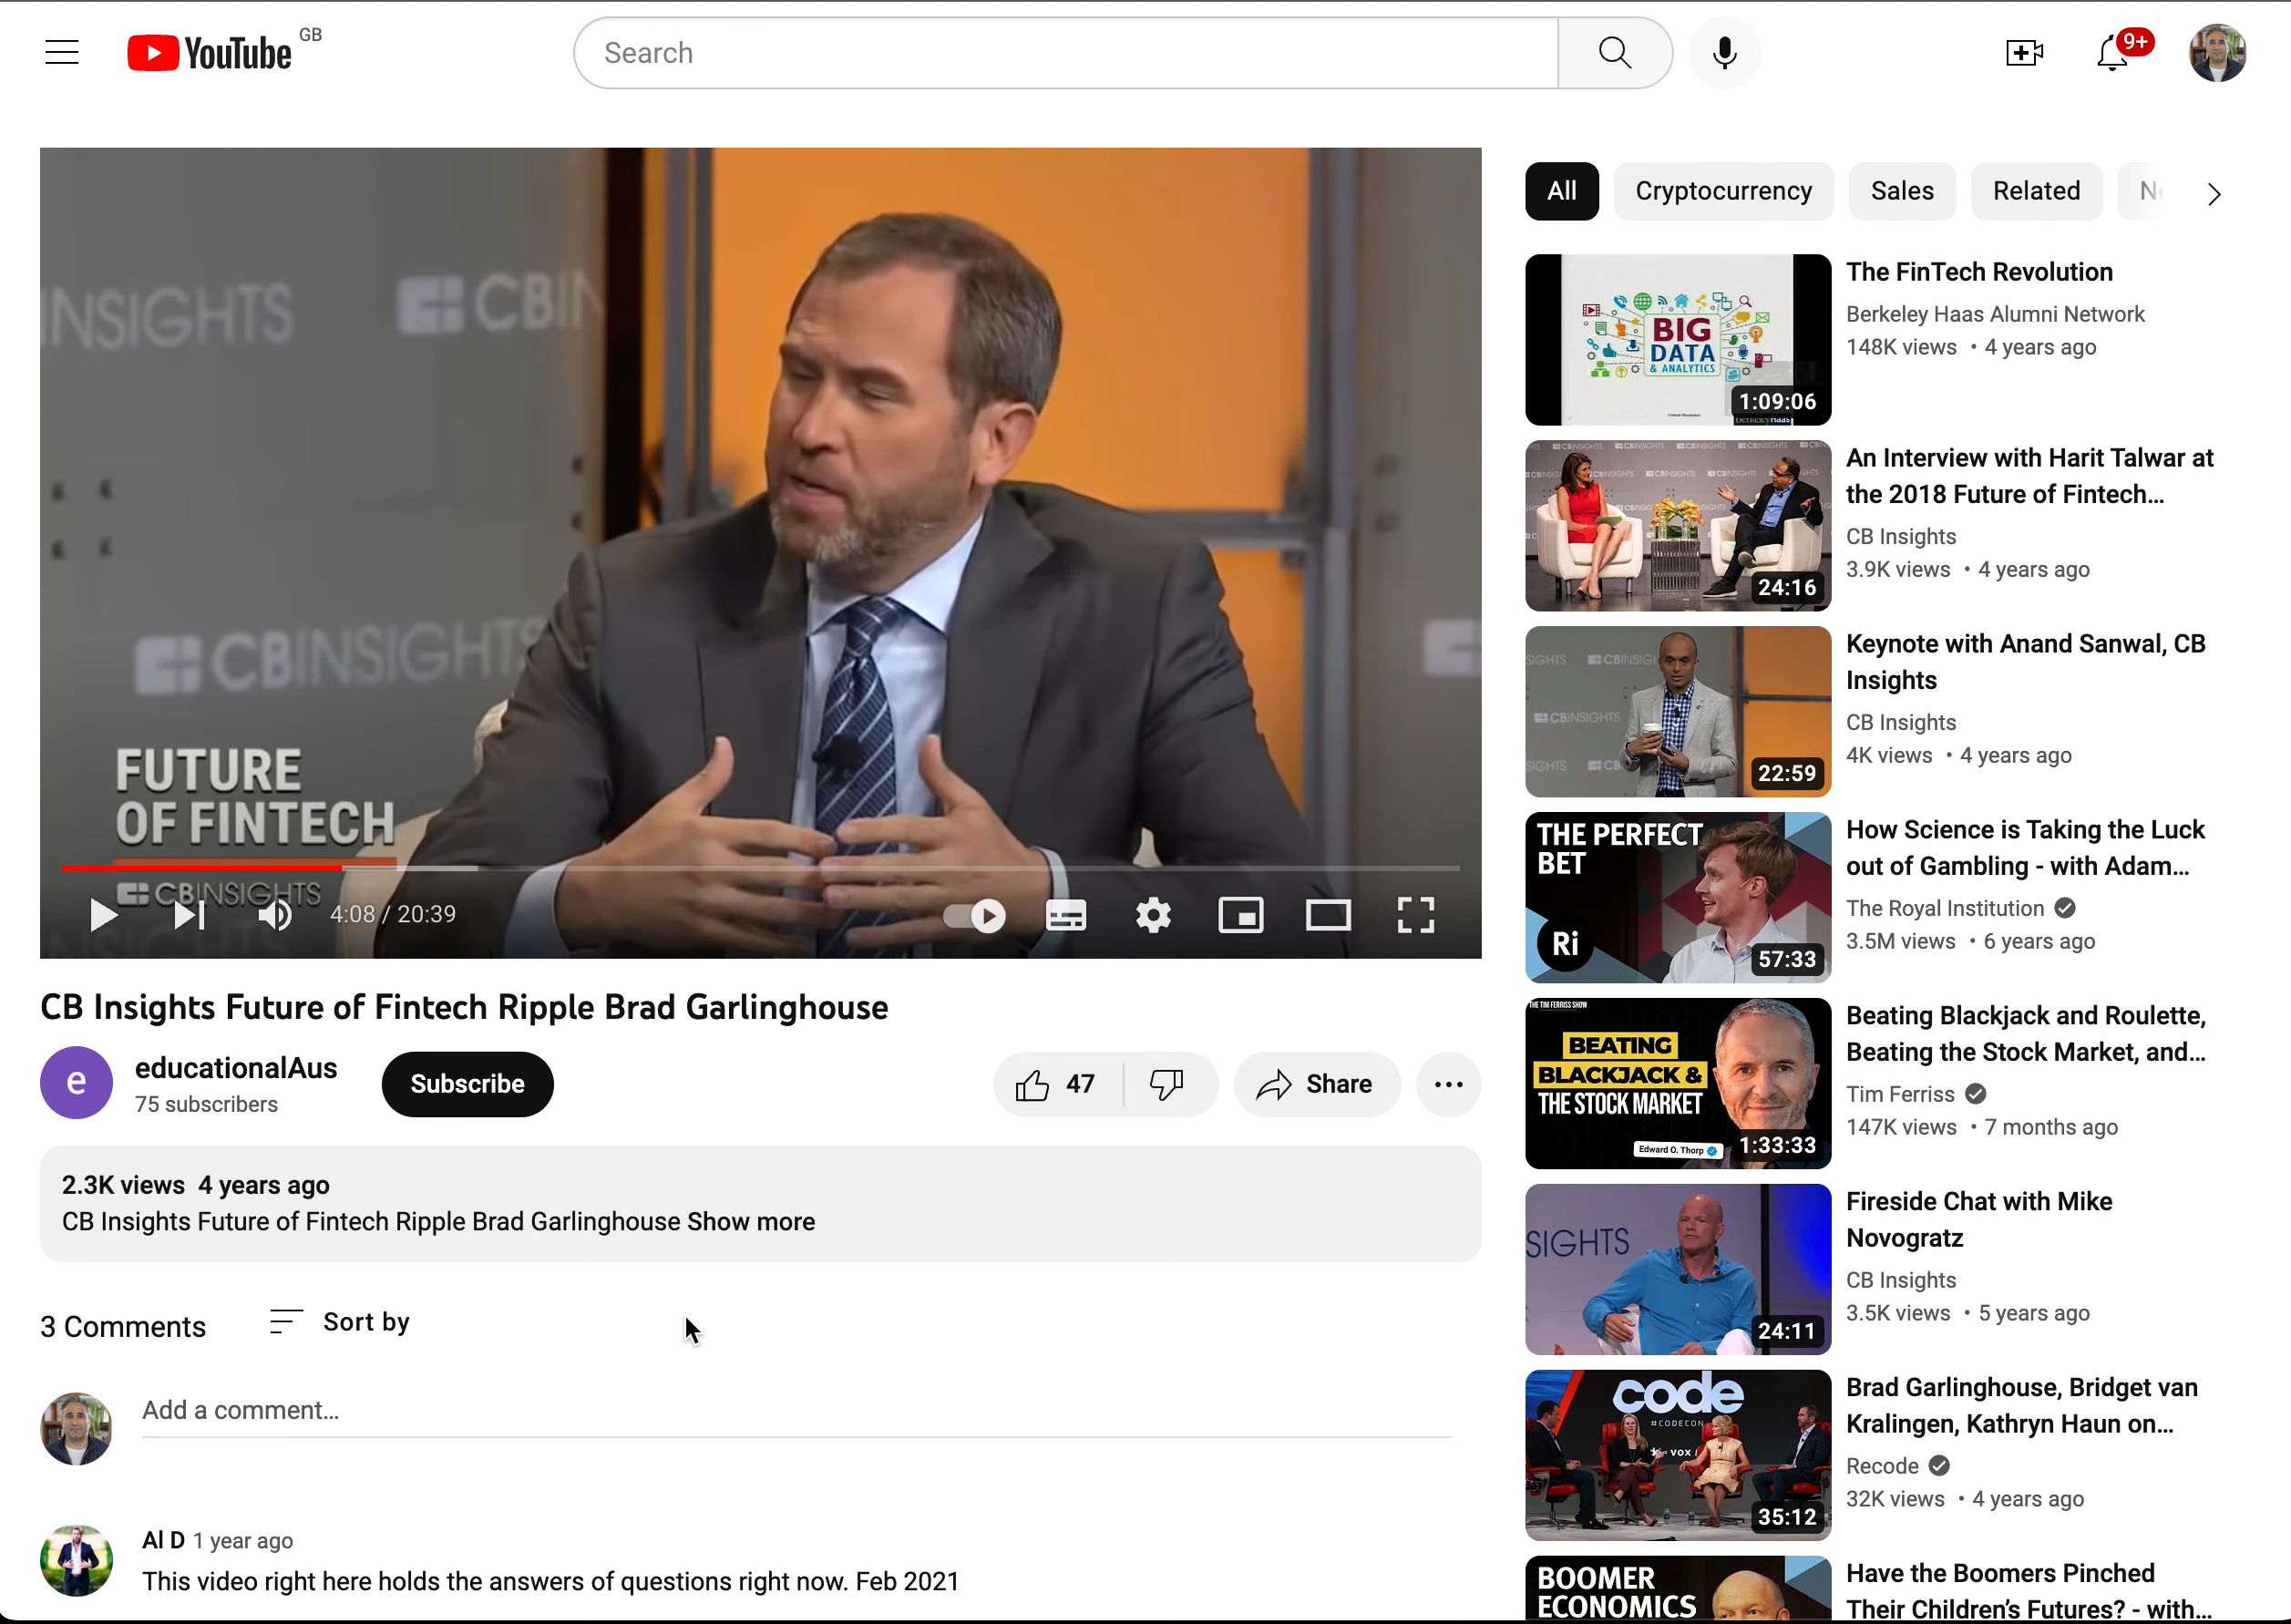 YouTube GB
Search
9+
INSIGHTS
CBIN
CBINSIGHTS
FUTURE
OF FINTECH
CBINSIGHTS
4:08 / 20:39
CB Insights Future of Fintech Ripple Brad Garlinghouse
e
educationalAus
75 subscribers
Subscribe
47
Share
2.3K views 4 years ago
CB Insights Future of Fintech Ripple Brad Garlinghouse Show more
3 Comments
Sort by
Add a comment...
Al D 1 year ago
This video right here holds the answers of questions right now. Feb 2021
All
Cryptocurrency
Sales
Related
BIG
DATA
& ANALYTICS
1:09:06
The FinTech Revolution
Berkeley Haas Alumni Network
148K views • 4 years ago
CBINSIGHTS
24:16
An Interview with Harit Talwar at
the 2018 Future of Fintech...
CB Insights
3.9K views • 4 years ago
CBINSIGHTS
22:59
Keynote with Anand Sanwal, CB
Insights
CB Insights
4K views • 4 years ago
THE PERFECT
BET
Ri
57:33
How Science is Taking the Luck
out of Gambling - with Adam...
The Royal Institution
3.5M views • 6 years ago
THE TIM FERRISS SHOW
BEATING
BLACKJACK &
THE STOCK MARKET
Edward O. Thorp
1:33:33
Beating Blackjack and Roulette,
Beating the Stock Market, and...
Tim Ferriss
147K views • 7 months ago
SIGHTS
24:11
Fireside Chat with Mike
Novogratz
CB Insights
3.5K views • 5 years ago
code
#CODECON
VOX
35:12
Brad Garlinghouse, Bridget van
Kralingen, Kathryn Haun on...
Recode
32K views • 4 years ago
BOOMER
ECONOMICS
Have the Boomers Pinched
Their Children's Futures? - with...